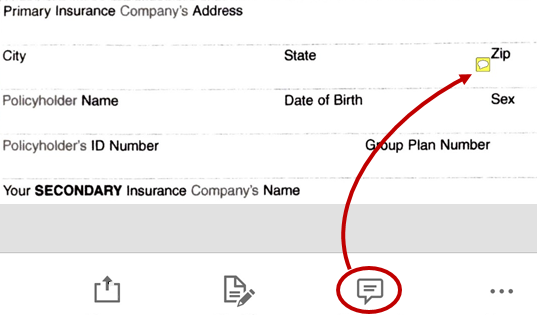 Primary Insurance Company's Address
City State Zip
Policyholder Name Date of Birth Sex
Policyholder's ID Number Group Plan Number
Your SECONDARY Insurance Company's Name